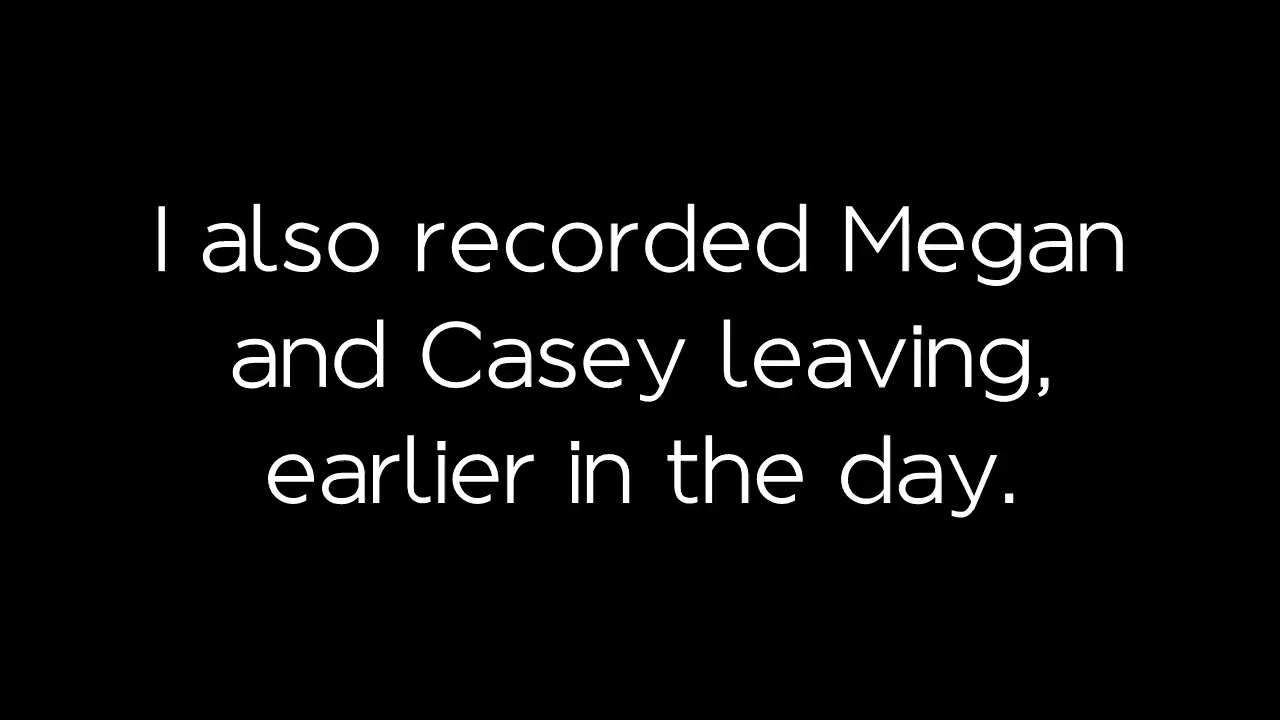 I also recorded Megan
and Casey leaving,
earlier in the day.